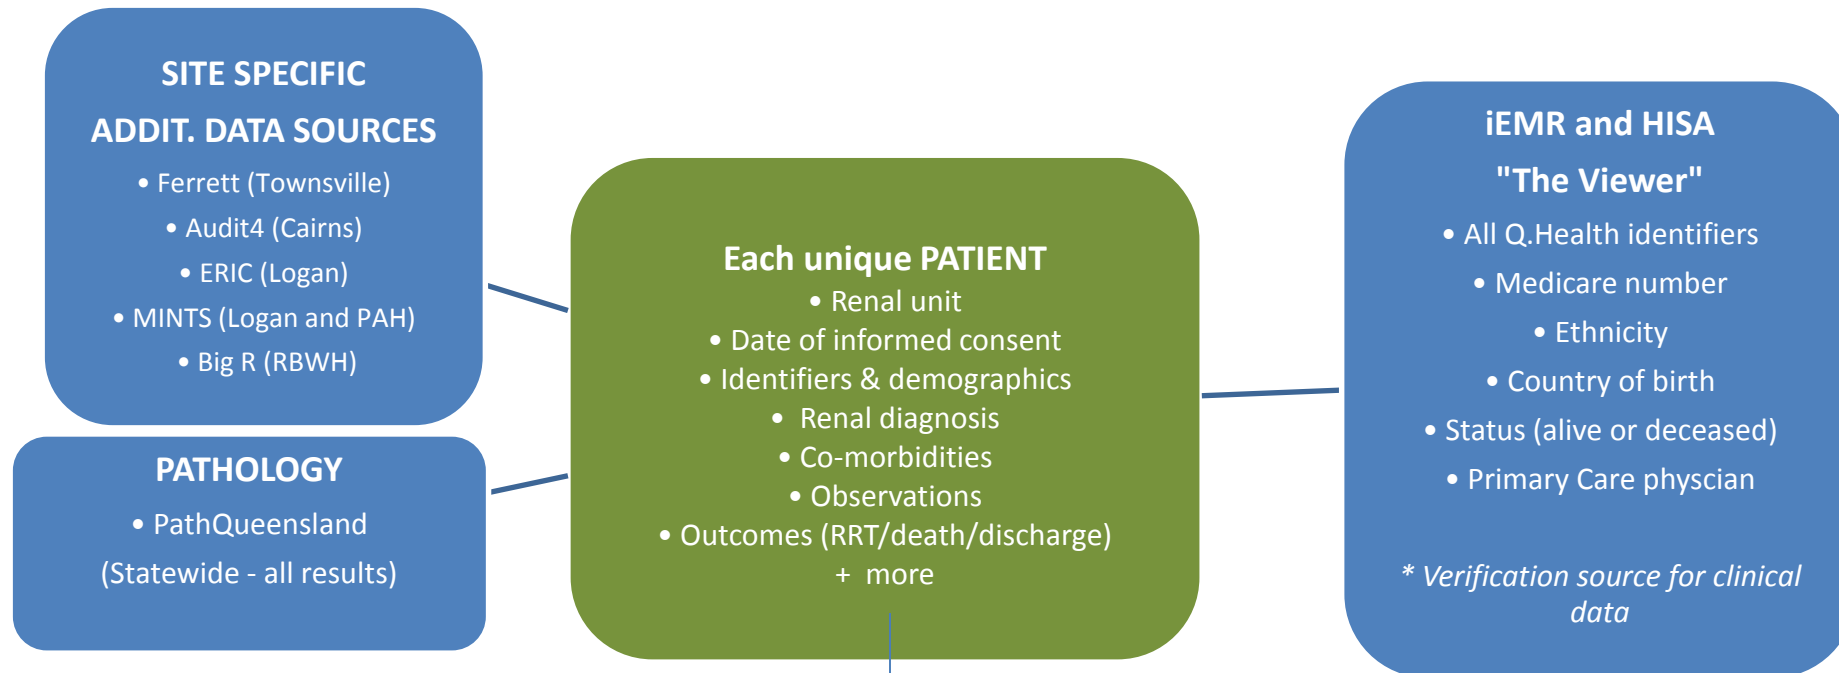 SITE SPECIFIC
ADDIT. DATA SOURCES
• Ferrett (Townsville)
• Audit4 (Cairns)
• ERIC (Logan)
• MINTS (Logan and PAH)
• Big R (RBWH)
PATHOLOGY
• PathQueensland
(Statewide - all results)
Each unique PATIENT
• Renal unit
• Date of informed consent
• Identifiers & demographics
• Renal diagnosis
• Co-morbidities
• Observations
• Outcomes (RRT/death/discharge)
+ more
iEMR and HISA
"The Viewer"
• All Q.Health identifiers
• Medicare number
• Ethnicity
• Country of birth
• Status (alive or deceased)
• Primary Care physcian
* Verification source for clinical
data